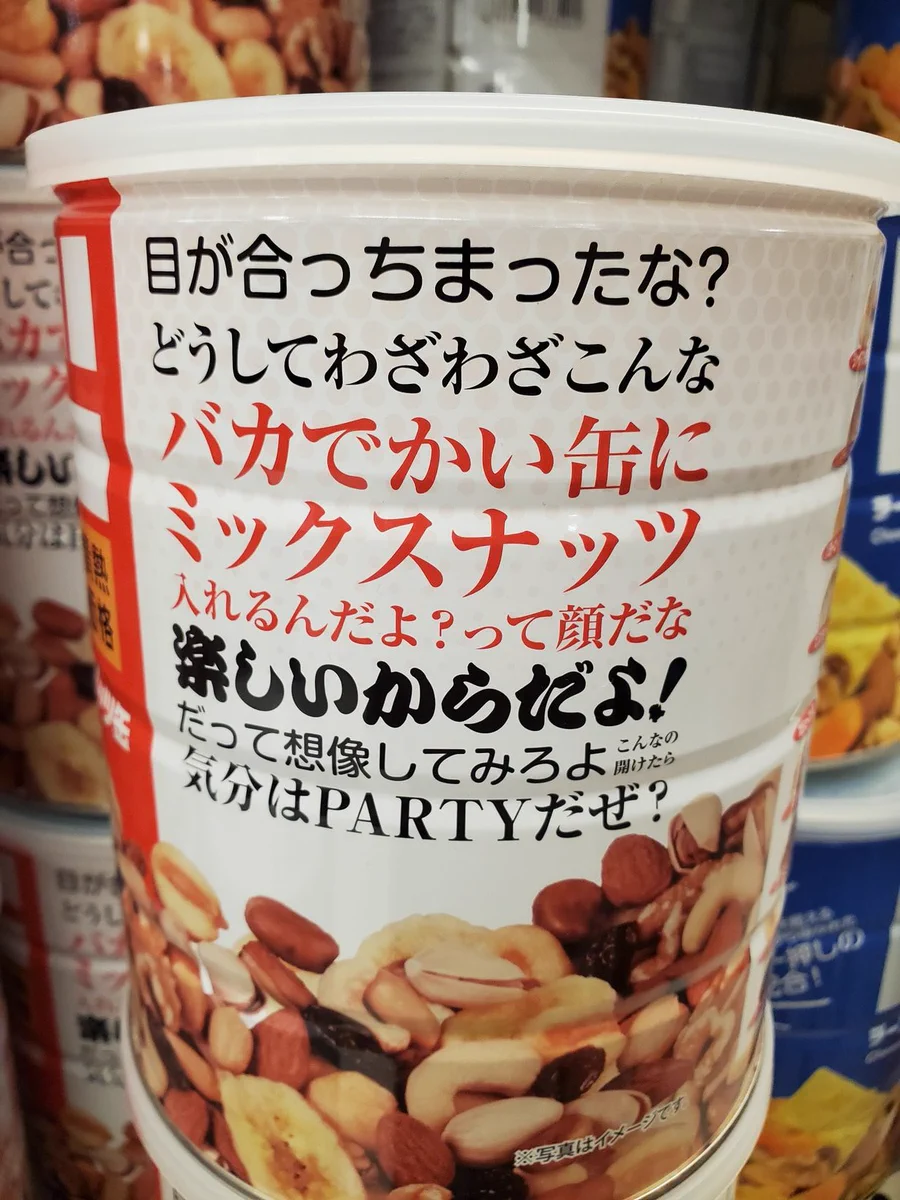 目が合っちまったな?
どうしてわざわざこんな
バカでかい缶に
ミックスナッツ
入れるんだよ?って顔だな
楽しいからだよ!
だって想像してみろよ こんなの開けたら
気分はPARTYだぜ?
※写真はイメージです